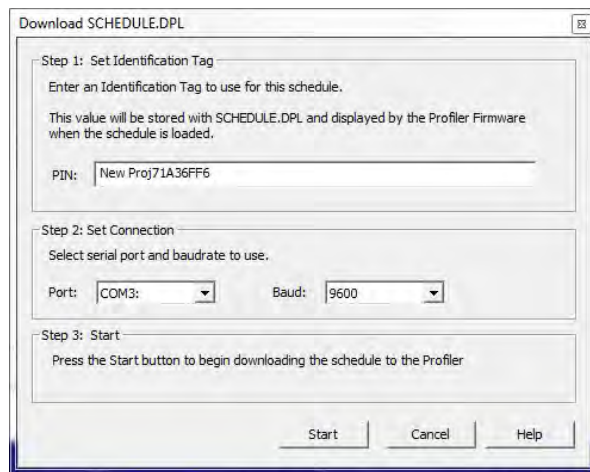 Download SCHEDULE.DPL
Step 1: Set Identification Tag
Enter an Identification Tag to use for this schedule.
This value will be stored with SCHEDULE.DPL and displayed by the Profiler Firmware
when the schedule is loaded.
PIN: New Proj71A36FF6
Step 2: Set Connection
Select serial port and baudrate to use.
Port: COM3: Baud: 9600
Step 3: Start
Press the Start button to begin downloading the schedule to the Profiler
Start Cancel Help